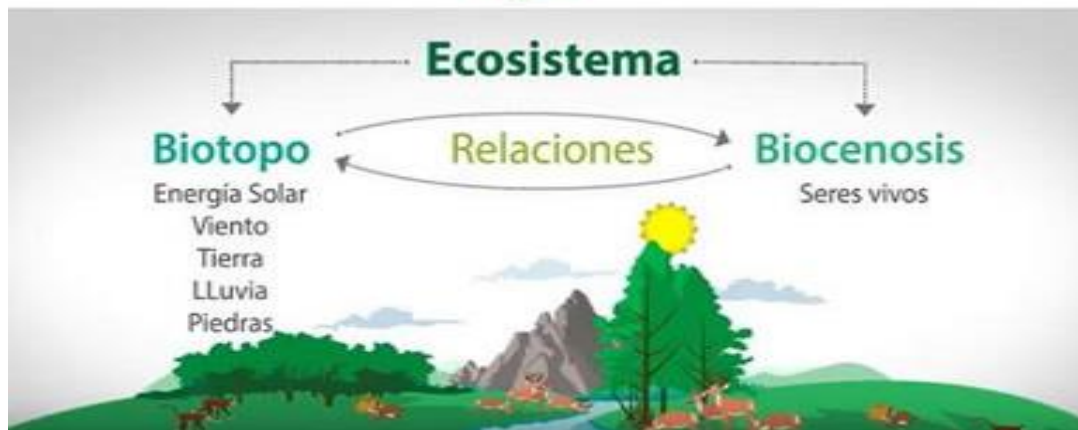 Ecosistema
Biotopo
Relaciones
Biocenosis
Energía Solar
Viento
Tierra
LLuvia
Piedras
Seres vivos